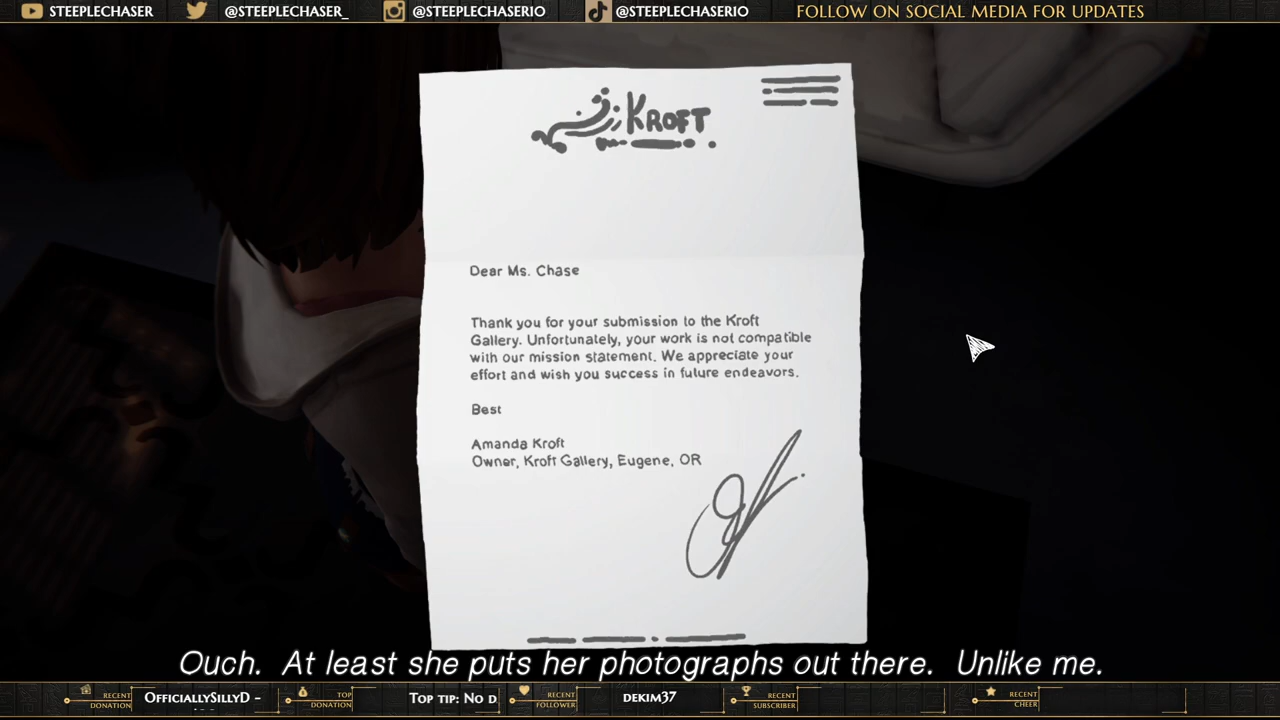 STEEPLECHASER
@STEEPLECHASER_
@STEEPLECHASERIO
@STEEPLECHASERIO
FOLLOW ON SOCIAL MEDIA FOR UPDATES
KROFT
Dear Ms. Chase
Thank you for your submission to the Kroft
Gallery. Unfortunately, your work is not compatible
with our mission statement. We appreciate your
effort and wish you success in future endeavors.
Best
Amanda Kroft
Owner, Kroft Gallery, Eugene, OR
Ouch. At least she puts her photographs out there. Unlike me.
RECENT DONATION
OFFICIALLYSILLYD -
TOP DONATION
TOP TIP: NO D
RECENT FOLLOWER
DEKIM37
RECENT SUBSCRIBER
RECENT CHEER